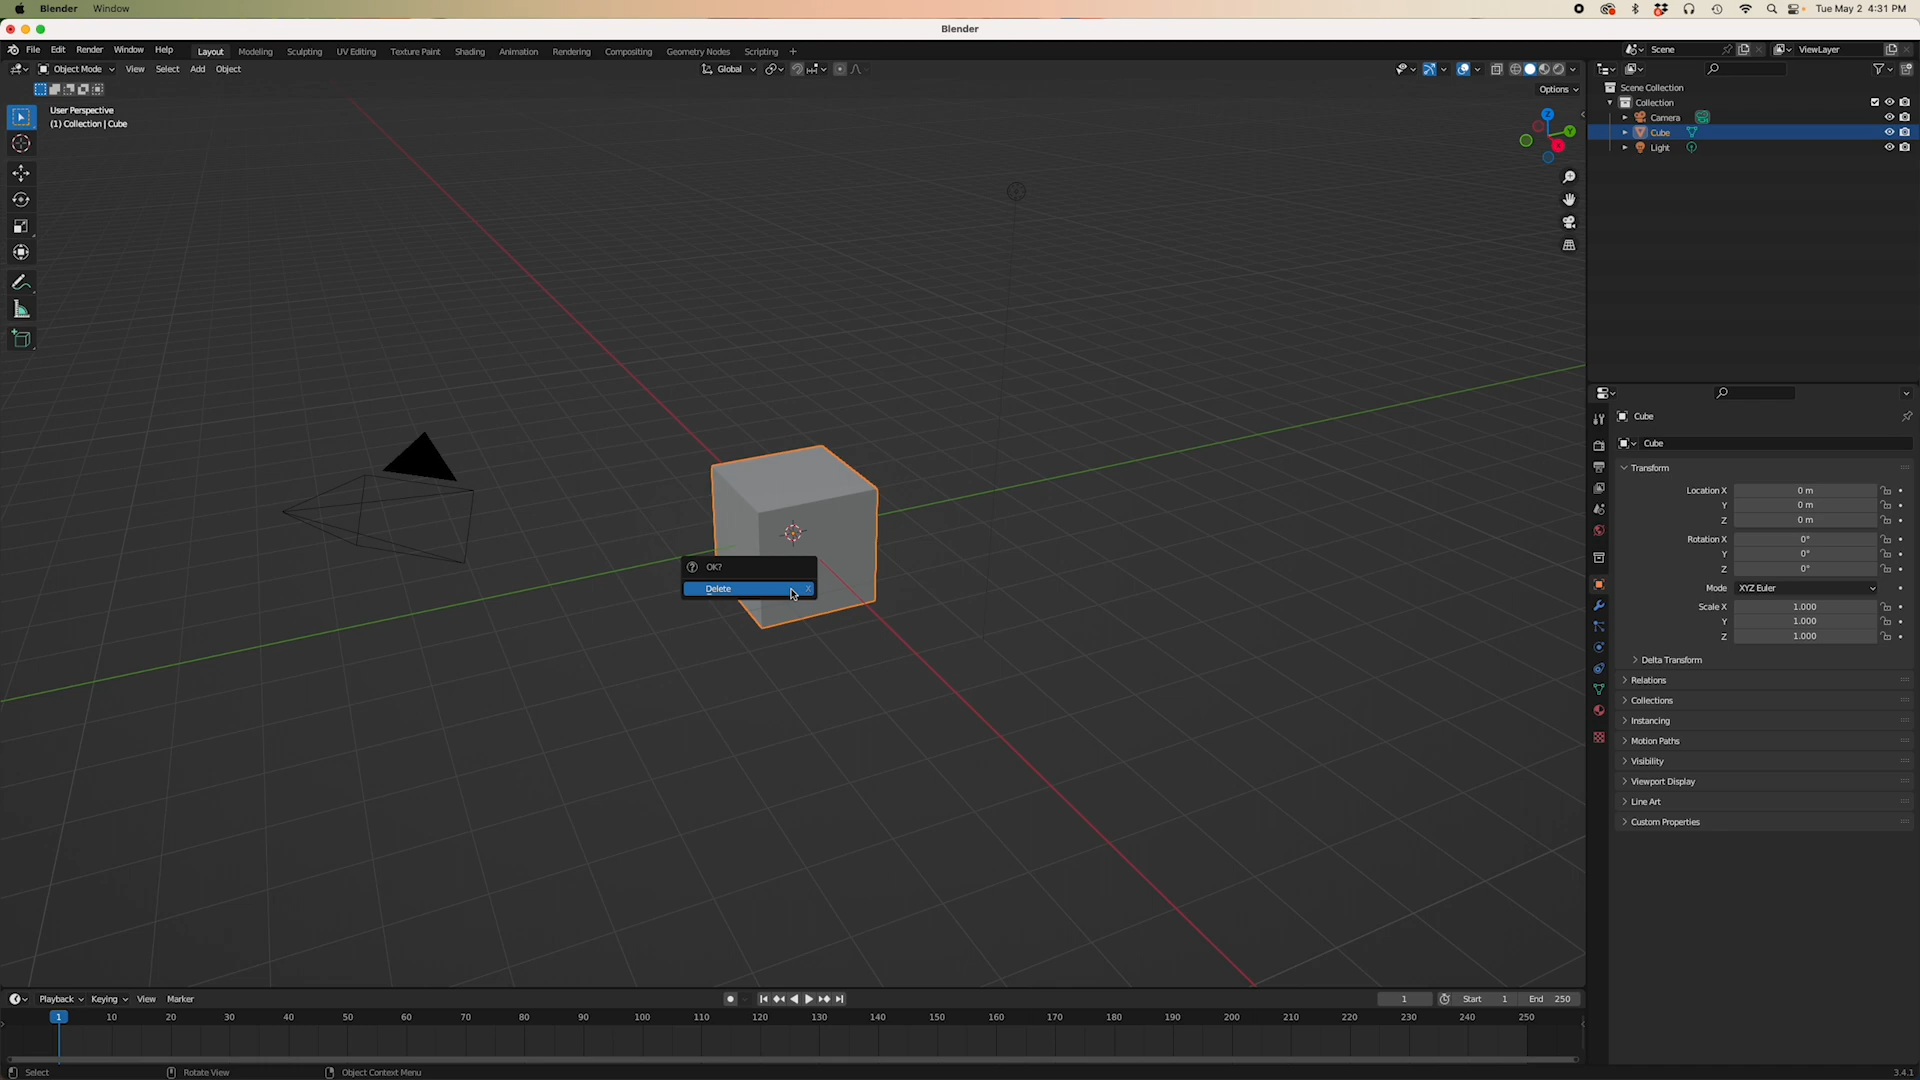 Blender Window Tue May 2 4:31 PM
Blender
File Edit Render Window Help Layout Modeling Sculpting UV Editing Texture Paint Shading Animation Rendering Compositing Geometry Nodes Scripting + Scene ViewLayer
Object Mode View Select Add Object Global
Options
User Perspective
(1) Collection | Cube
Z
Y
X
Scene Collection
Collection
Camera
Cube
Light
OK?
Delete X
Cube
Cube
Transform
Location X 0 m
Y 0 m
Z 0 m
Rotation X 0°
Y 0°
Z 0°
Mode XYZ Euler
Scale X 1.000
Y 1.000
Z 1.000
Delta Transform
Relations
Collections
Instancing
Motion Paths
Visibility
Viewport Display
Line Art
Custom Properties
Playback Keying View Marker 1 Start 1 End 250
1 10 20 30 40 50 60 70 80 90 100 110 120 130 140 150 160 170 180 190 200 210 220 230 240 250
Select Rotate View Object Context Menu 3.4.1